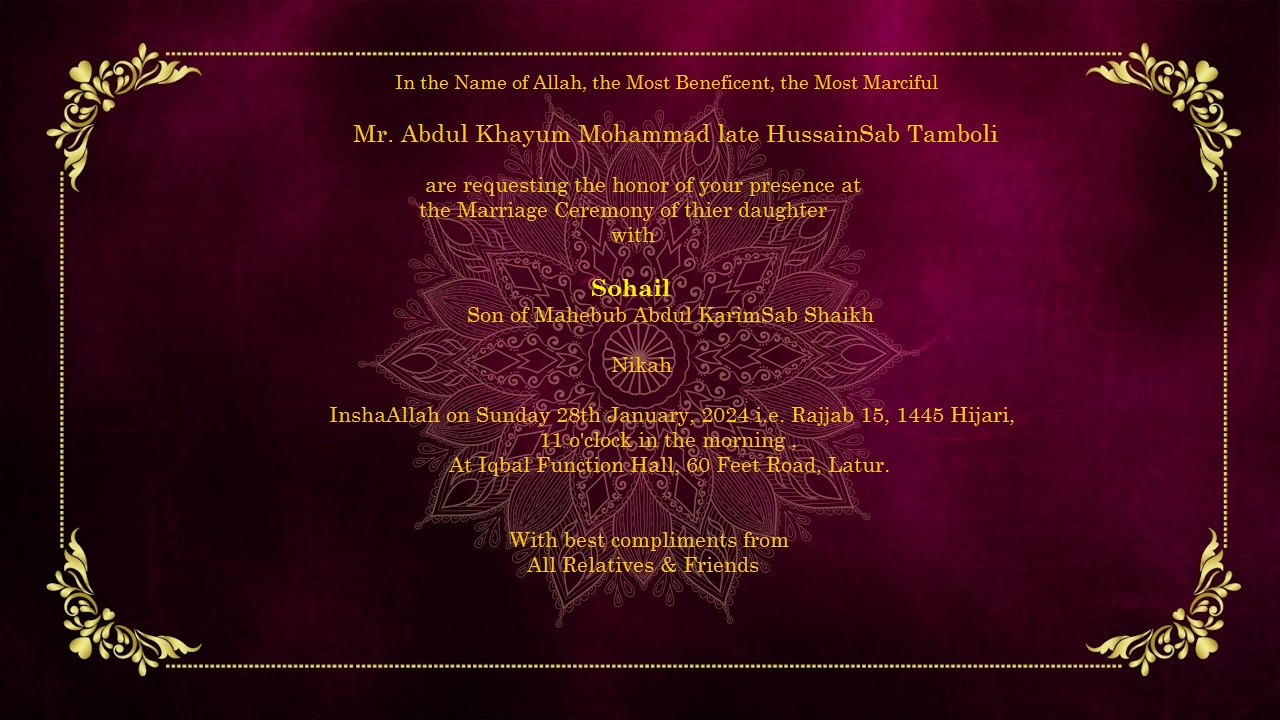 In the Name of Allah, the Most Beneficent, the Most Marciful
Mr. Abdul Khayum Mohammad late HussainSab Tamboli
are requesting the honor of your presence at
the Marriage Ceremony of thier daughter
with
Sohail
Son of Mahebub Abdul KarimSab Shaikh
Nikah
InshaAllah on Sunday 28th January, 2024 i.e. Rajjab 15, 1445 Hijari,
11 o'clock in the morning ,
At Iqbal Function Hall, 60 Feet Road, Latur.
With best compliments from
All Relatives & Friends